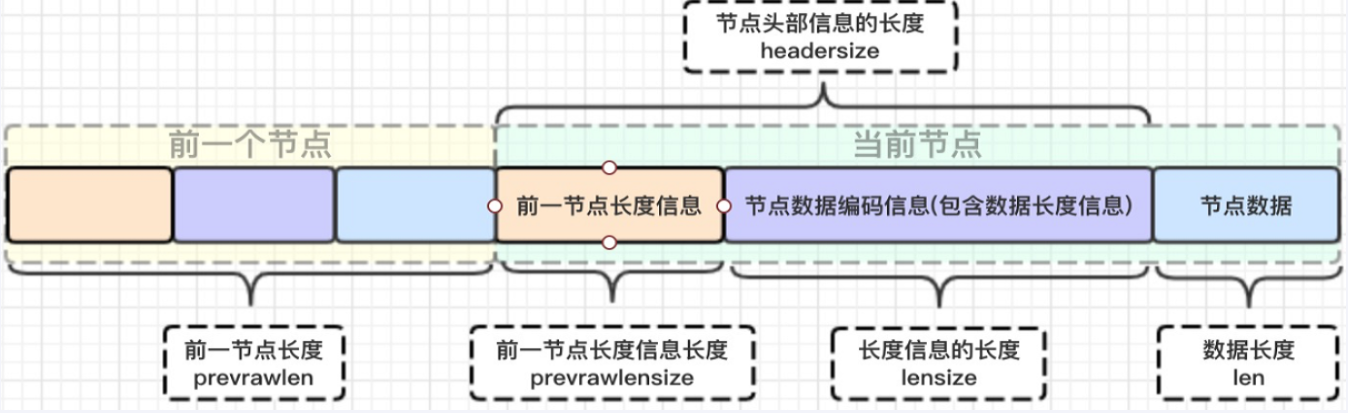 节点头部信息的长度
headersize
前一个节点
当前节点
前一节点长度信息
节点数据编码信息(包含数据长度信息)
节点数据
前一节点长度
prevrawlen
前一节点长度信息长度
prevrawlensize
长度信息的长度
lensize
数据长度
len